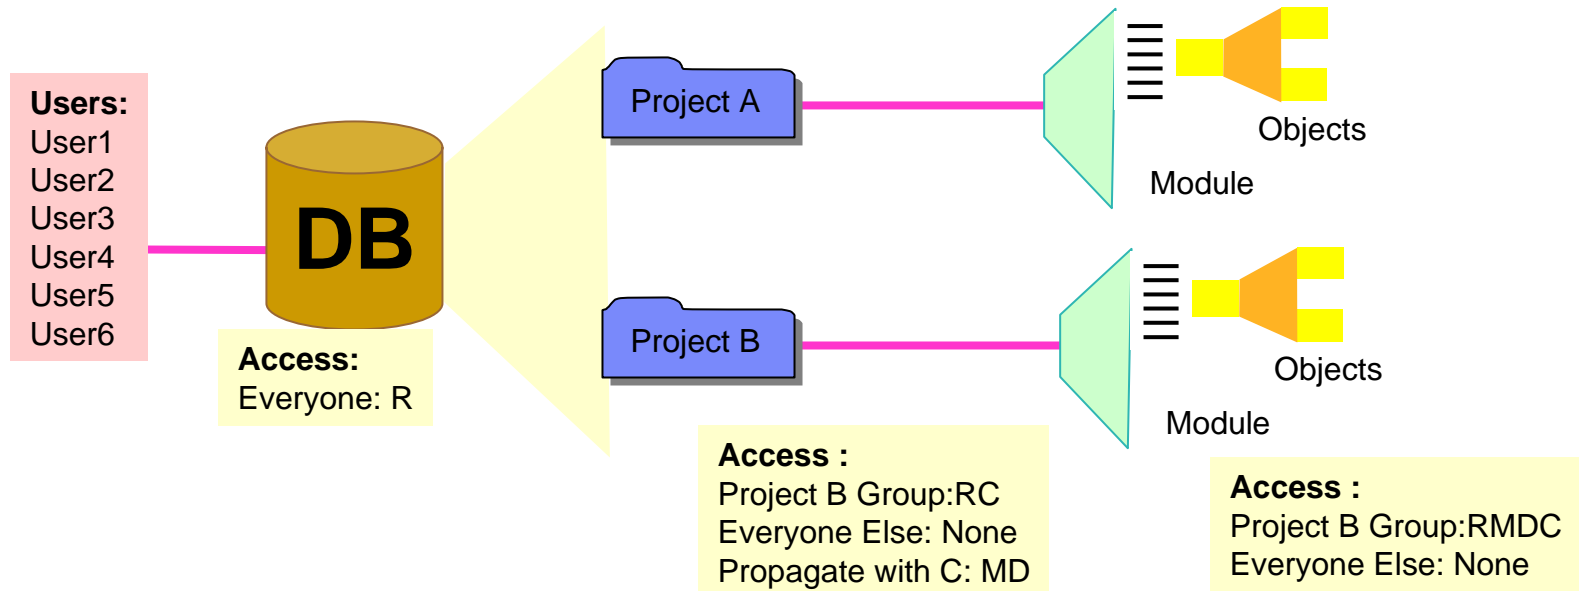 Users:
User1
User2
User3
User4
User5
User6
DB
Access:
Everyone: R
Project A
Objects
Module
Project B
Objects
Module
Access :
Project B Group:RC
Everyone Else: None
Propagate with C: MD
Access :
Project B Group:RMDC
Everyone Else: None